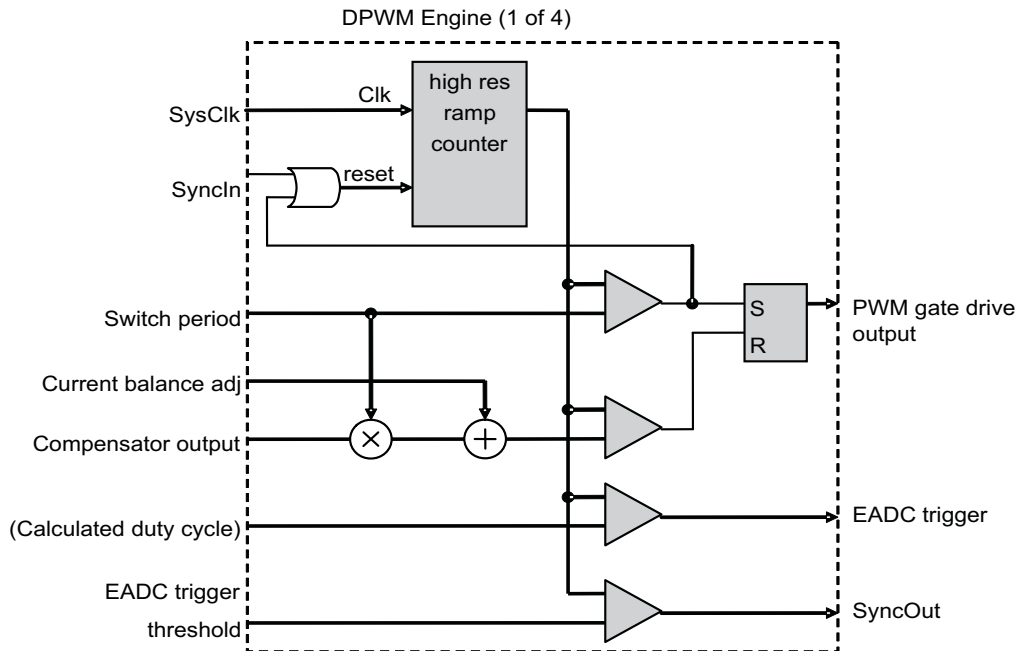 DPWM Engine (1 of 4)
SysClk
Clk
high res
ramp
counter
SyncIn
reset
Switch period
S
R
PWM gate drive
output
Current balance adj
Compensator output
×
+
(Calculated duty cycle)
EADC trigger
EADC trigger
threshold
SyncOut